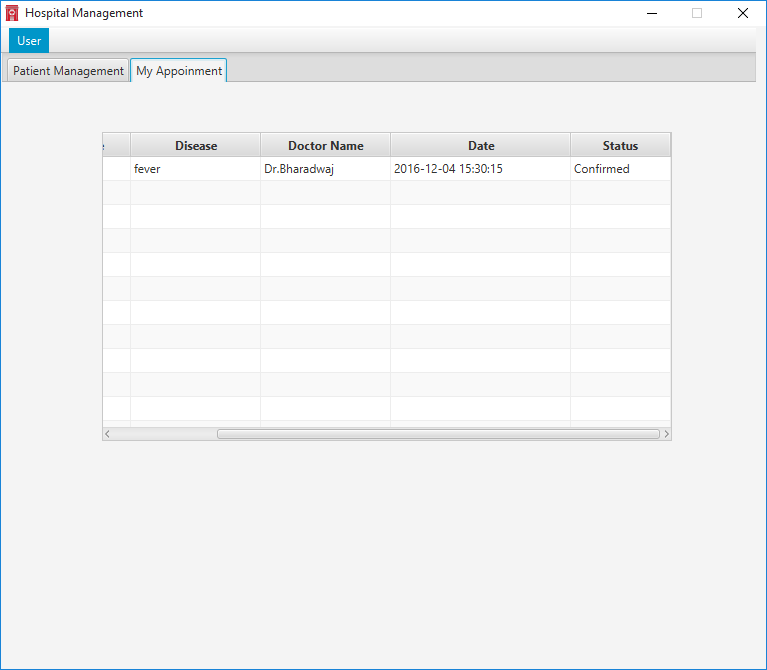 Hospital Management
User
Patient Management My Appoinment
Disease Doctor Name Date Status
fever Dr.Bharadwaj 2016-12-04 15:30:15 Confirmed